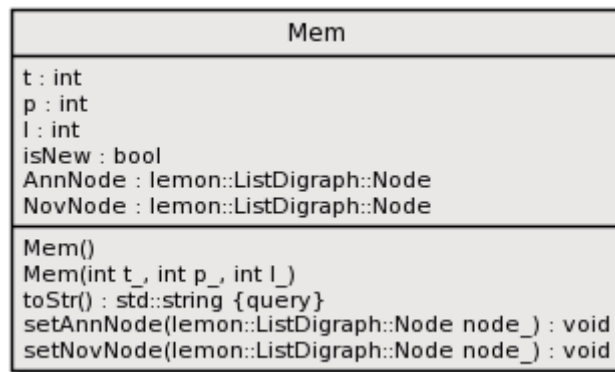 Mem
t : int
p : int
l : int
isNew : bool
AnnNode : lemon::ListDigraph::Node
NovNode : lemon::ListDigraph::Node
Mem()
Mem(int t_, int p_, int l_)
toStr() : std::string {query}
setAnnNode(lemon::ListDigraph::Node node_) : void
setNovNode(lemon::ListDigraph::Node node_) : void